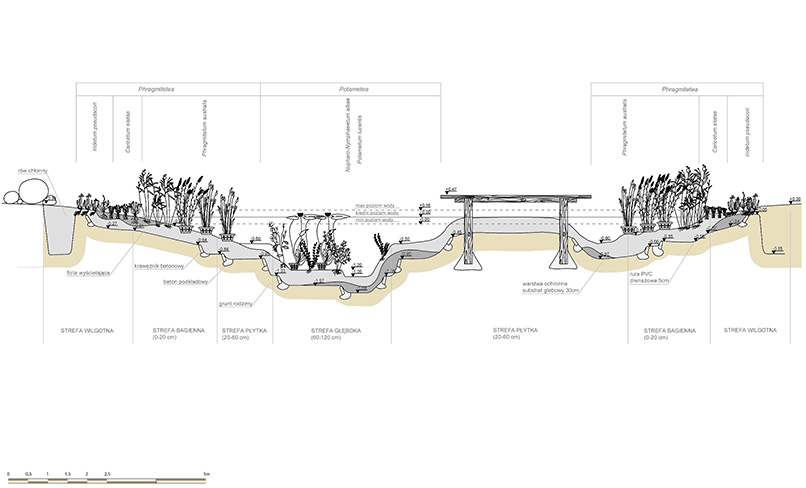 Phragmitetea
Potametea
Phragmitetea
Iridetum pseudacori
Caricetum elatae
Phragmitetum australis
Nupharo-Nymphaeetum albae
Potametum lucentis
Phragmitetum australis
Caricetum elatae
Iridetum pseudacori
rów chłonny
max poziom wody
średni poziom wody
min poziom wody
folia wyścielająca
krawężnik betonowy
beton podkładowy
grunt rodzimy
warstwa ochronna
substrat glebowy 30cm
rura PVC
drenażowa 5cm
STREFA WILGOTNA
STREFA BAGIENNA
(0-20 cm)
STREFA PŁYTKA
(20-60 cm)
STREFA GŁĘBOKA
(60-120 cm)
STREFA PŁYTKA
(20-60 cm)
STREFA BAGIENNA
(0-20 cm)
STREFA WILGOTNA
0 0,5 1 1,5 2 2,5 5m